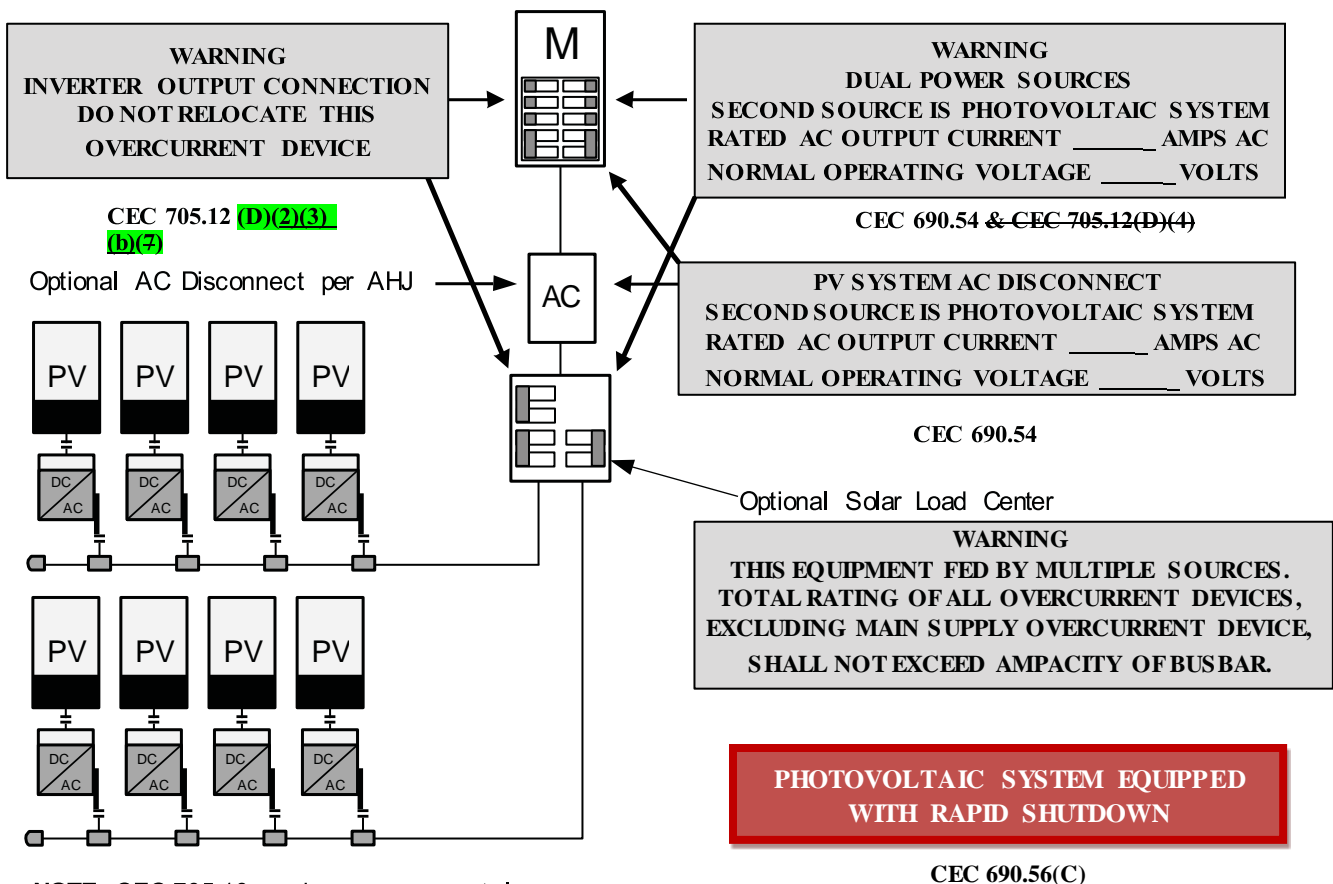 WARNING
INVERTER OUTPUT CONNECTION
DO NOT RELOCATE THIS
OVERCURRENT DEVICE
CEC 705.12 (D)(2)(3)
(b)(7)
M
WARNING
DUAL POWER SOURCES
SECOND SOURCE IS PHOTOVOLTAIC SYSTEM
RATED AC OUTPUT CURRENT ______ AMPS AC
NORMAL OPERATING VOLTAGE ______ VOLTS
CEC 690.54 & CEC 705.12(D)(4)
Optional AC Disconnect per AHJ
AC
PV SYSTEM AC DISCONNECT
SECOND SOURCE IS PHOTOVOLTAIC SYSTEM
RATED AC OUTPUT CURRENT ______ AMPS AC
NORMAL OPERATING VOLTAGE ______ VOLTS
CEC 690.54
PV PV PV PV
DC DC DC DC
AC AC AC AC
Optional Solar Load Center
WARNING
THIS EQUIPMENT FED BY MULTIPLE SOURCES.
TOTAL RATING OF ALL OVERCURRENT DEVICES,
EXCLUDING MAIN SUPPLY OVERCURRENT DEVICE,
SHALL NOT EXCEED AMPACITY OF BUSBAR.
PV PV PV PV
DC DC DC DC
AC AC AC AC
PHOTOVOLTAIC SYSTEM EQUIPPED
WITH RAPID SHUTDOWN
CEC 690.56(C)